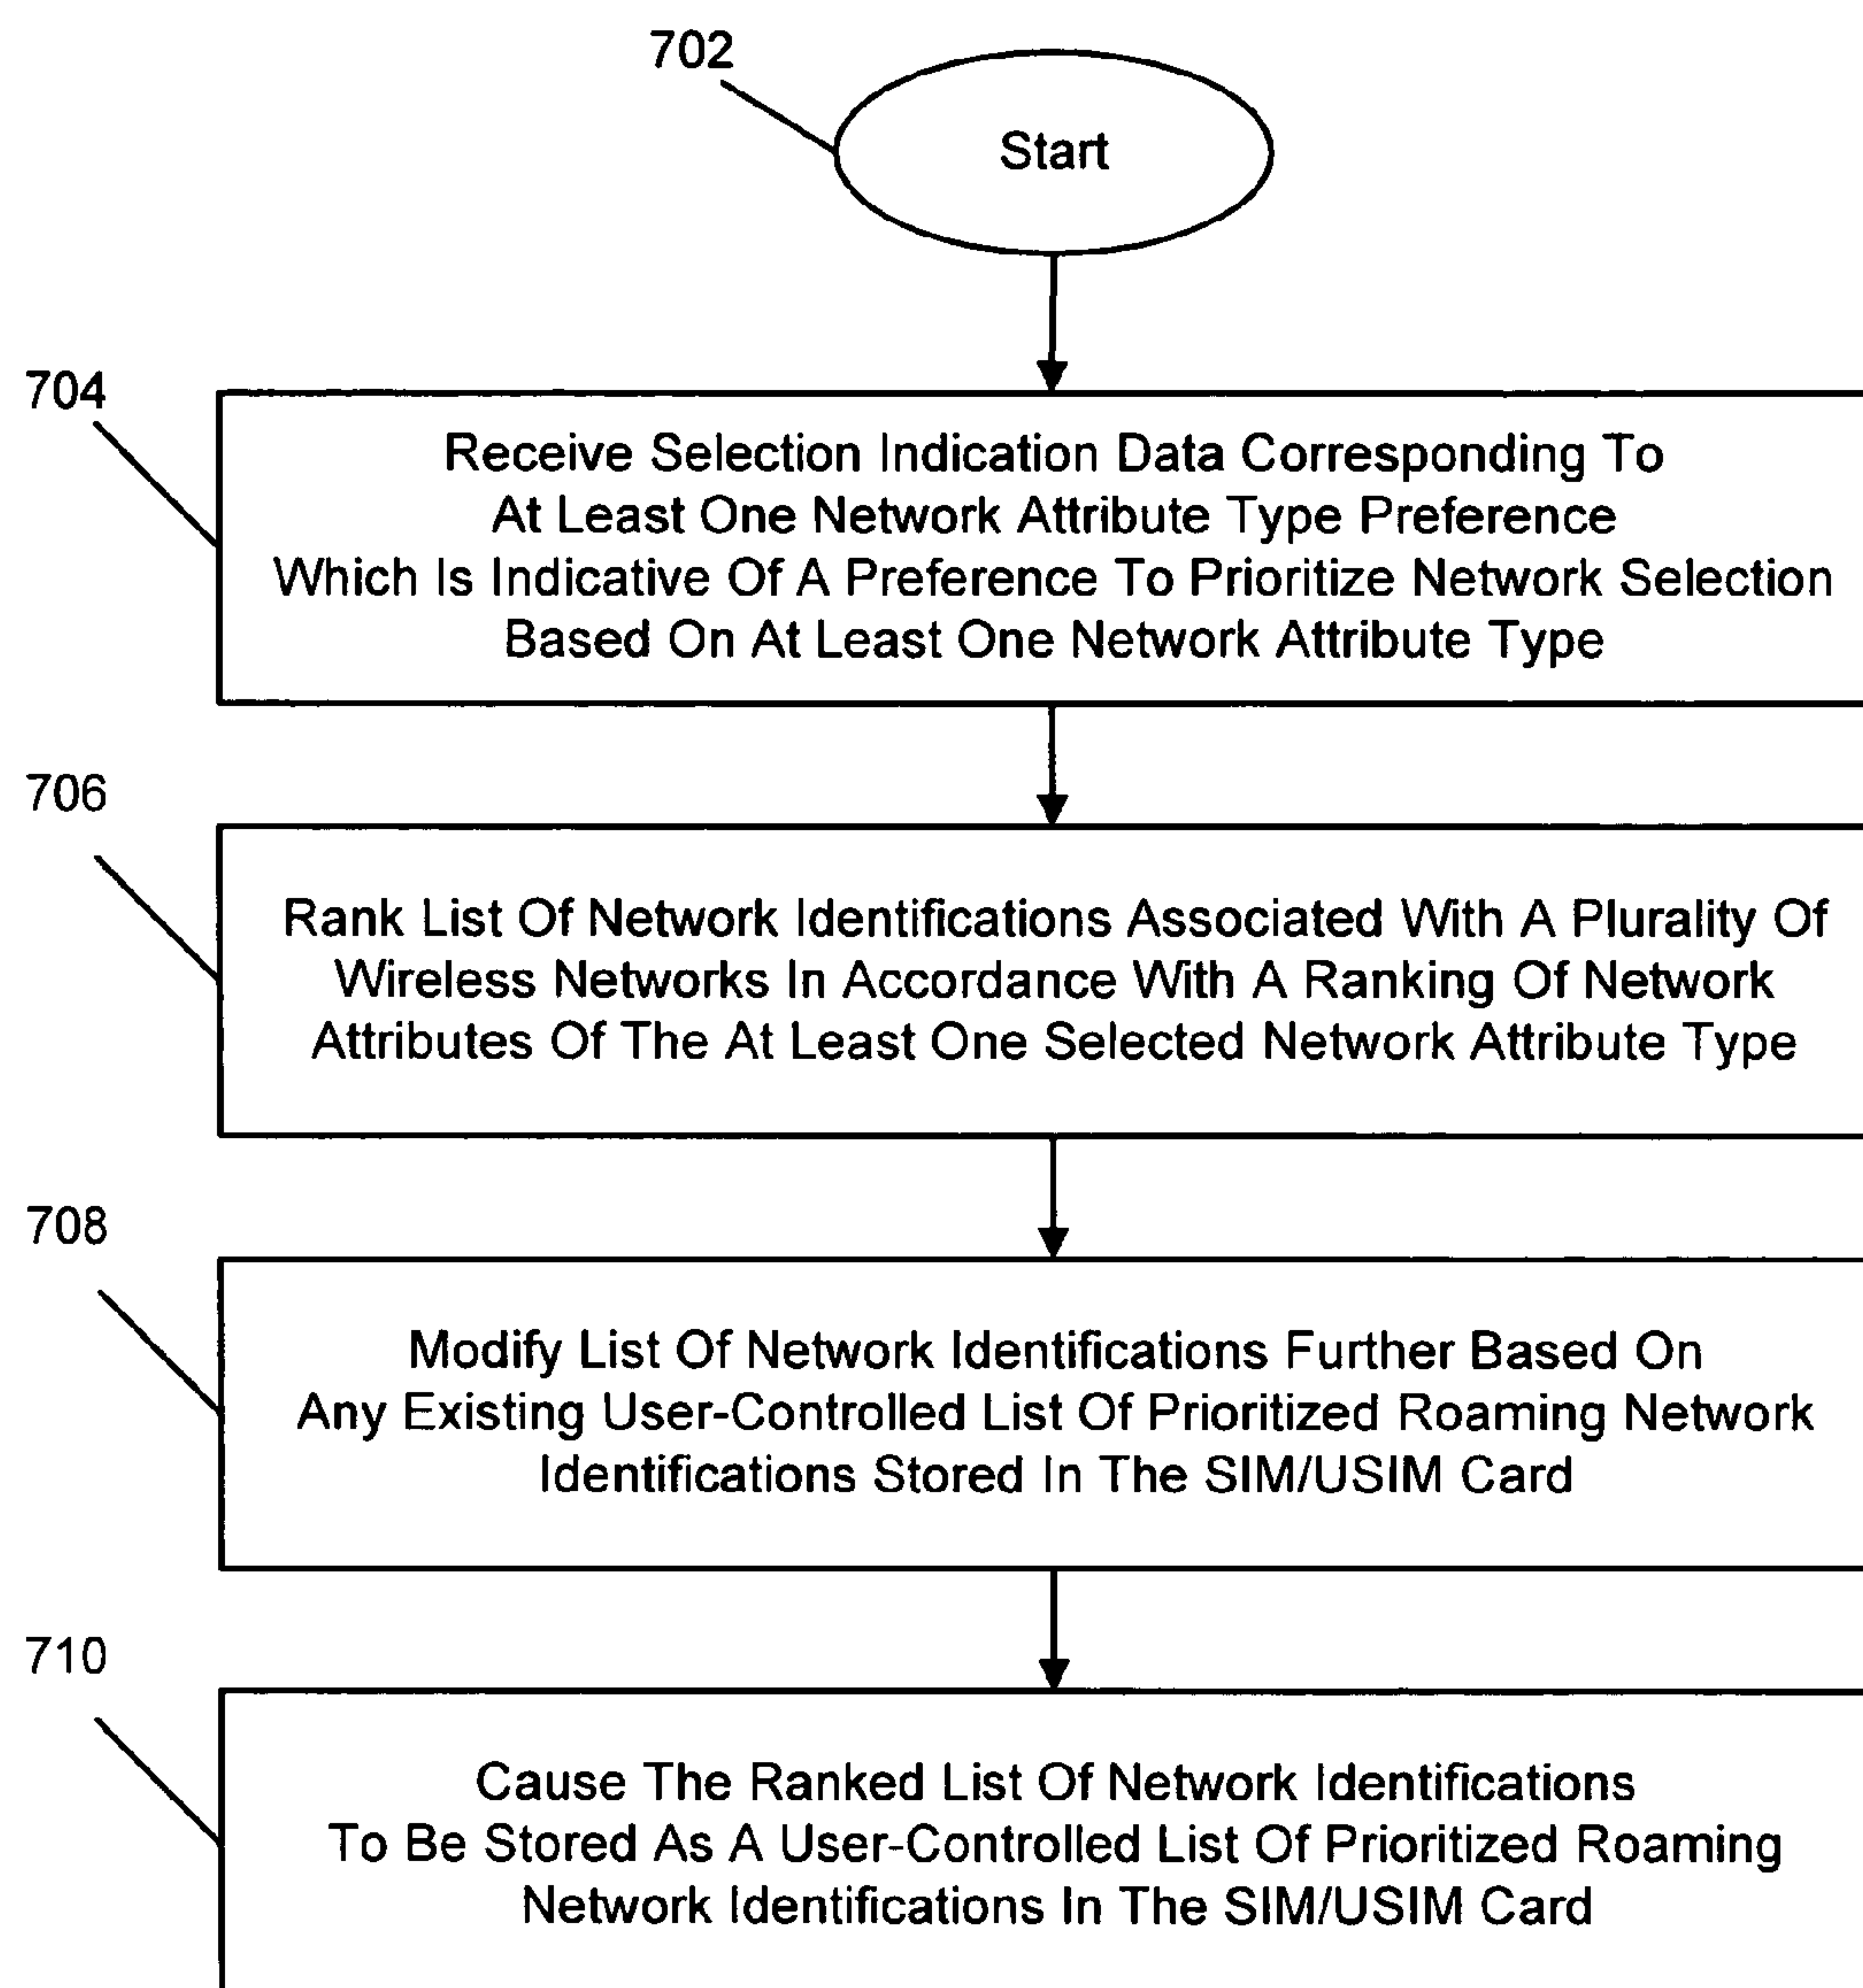 702
Start
704
Receive Selection Indication Data Corresponding To
At Least One Network Attribute Type Preference
Which Is Indicative Of A Preference To Prioritize Network Selection
Based On At Least One Network Attribute Type
706
Rank List Of Network Identifications Associated With A Plurality Of
Wireless Networks In Accordance With A Ranking Of Network
Attributes Of The At Least One Selected Network Attribute Type
708
Modify List Of Network Identifications Further Based On
Any Existing User-Controlled List Of Prioritized Roaming Network
Identifications Stored In The SIM/USIM Card
710
Cause The Ranked List Of Network Identifications
To Be Stored As A User-Controlled List Of Prioritized Roaming
Network Identifications In The SIM/USIM Card